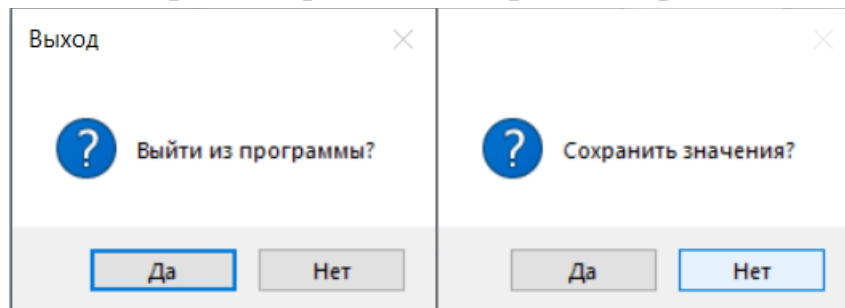 Выход
Выйти из программы?
Да
Нет
Сохранить значения?
Да
Нет